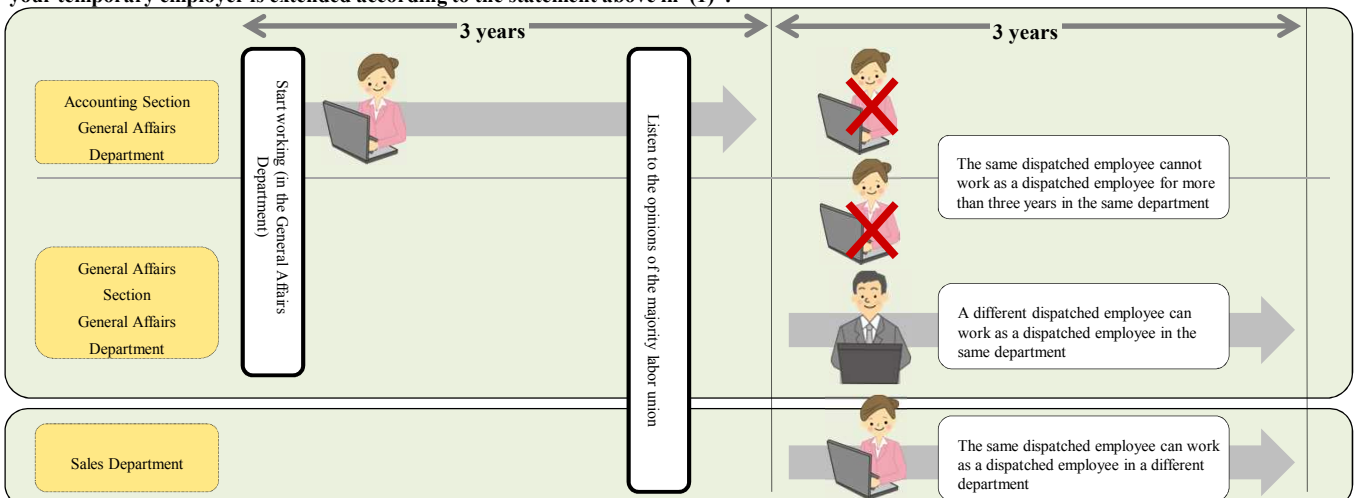 your temporary employer is extended according to the statement above in "(1)".
3 years
3 years
Accounting Section
General Affairs
Department
Start working (in the General Affairs
Department)
Listen to the opinions of the majority labor union
The same dispatched employee cannot
work as a dispatched employee for more
than three years in the same department
General Affairs
Section
General Affairs
Department
A different dispatched employee can
work as a dispatched employee in the
same department
Sales Department
The same dispatched employee can work
as a dispatched employee in a different
department